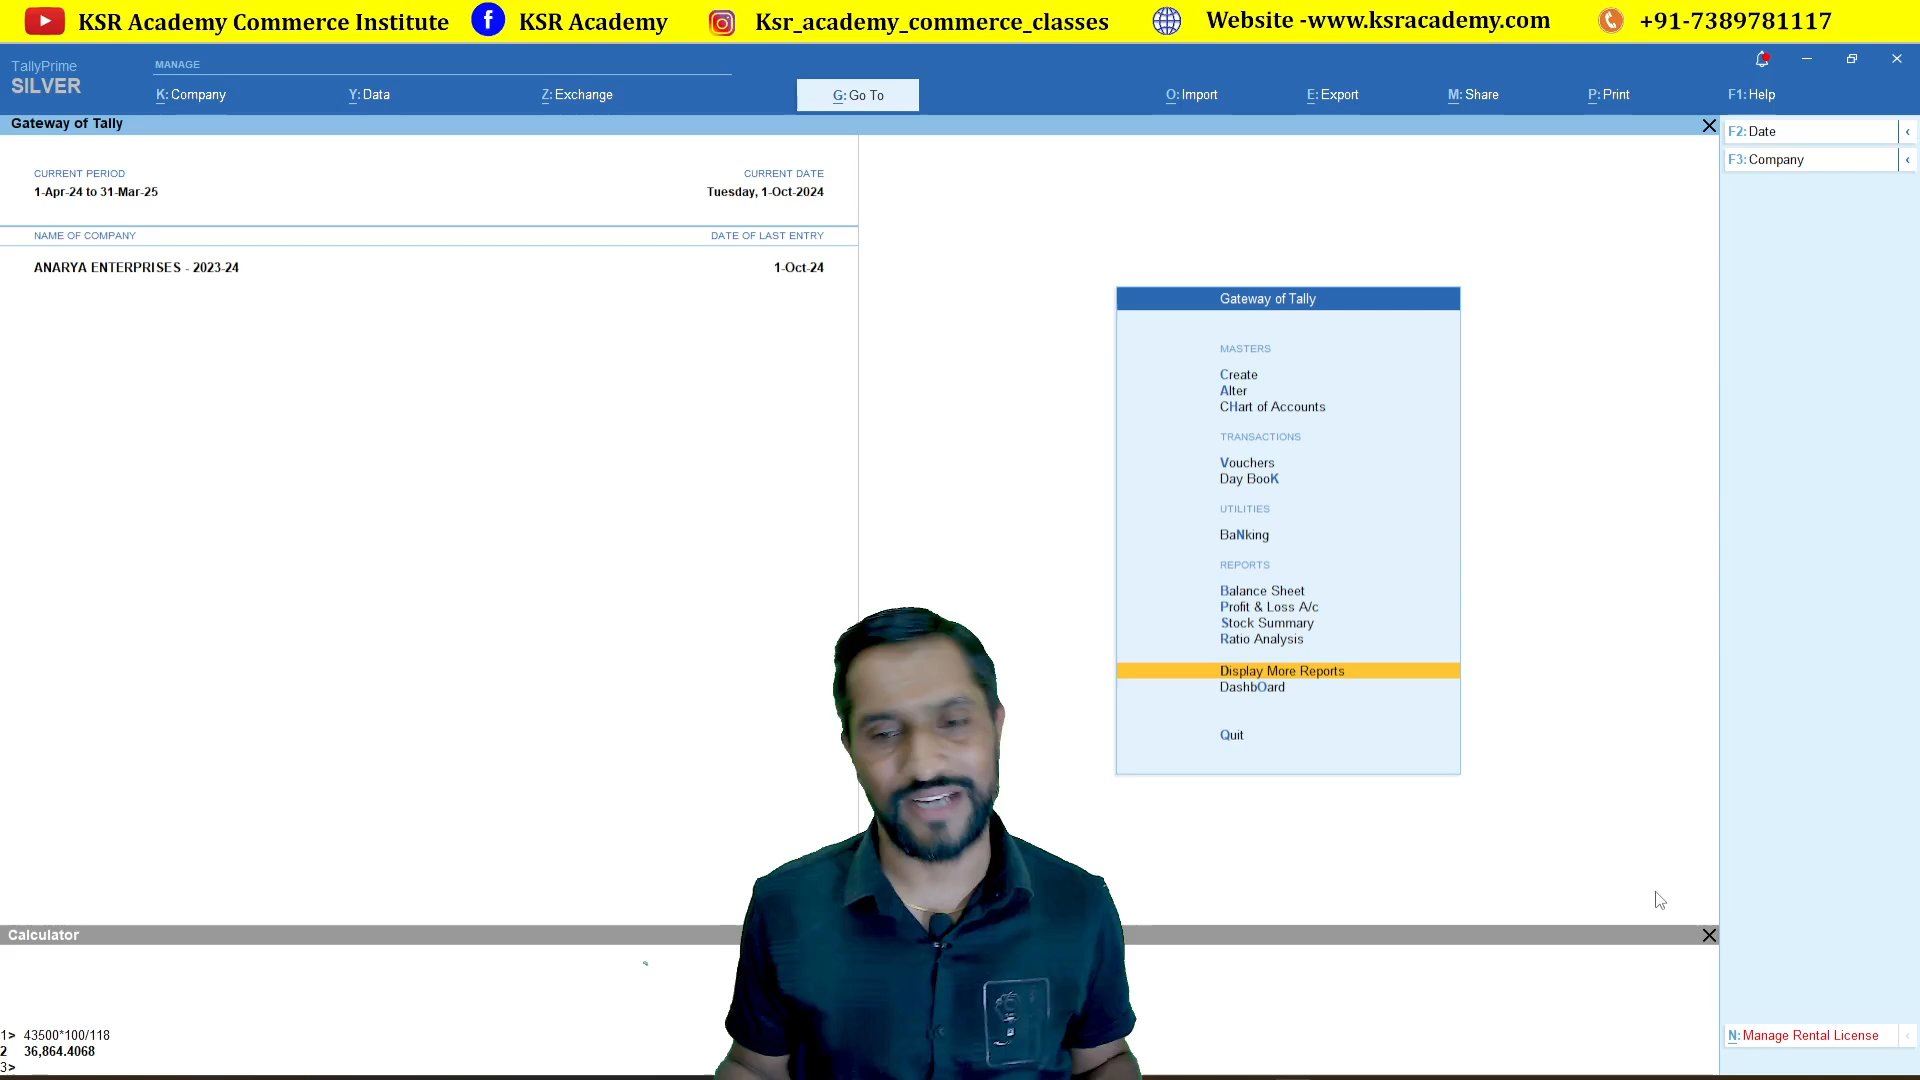 KSR Academy Commerce Institute
KSR Academy
Ksr_academy_commerce_classes
Website -www.ksracademy.com
+91-7389781117
TallyPrime
SILVER
MANAGE
K: Company
Y: Data
Z: Exchange
G: Go To
O: Import
E: Export
M: Share
P: Print
F1: Help
Gateway of Tally
F2: Date
F3: Company
CURRENT PERIOD
1-Apr-24 to 31-Mar-25
CURRENT DATE
Tuesday, 1-Oct-2024
NAME OF COMPANY
DATE OF LAST ENTRY
ANARYA ENTERPRISES - 2023-24
1-Oct-24
Gateway of Tally
MASTERS
Create
Alter
CHart of Accounts
TRANSACTIONS
Vouchers
Day BooK
UTILITIES
BaNking
REPORTS
Balance Sheet
Profit & Loss A/c
Stock Summary
Ratio Analysis
Display More Reports
DashbOard
Quit
Calculator
1> 43500*100/118
2 36,864.4068
3>
N: Manage Rental License